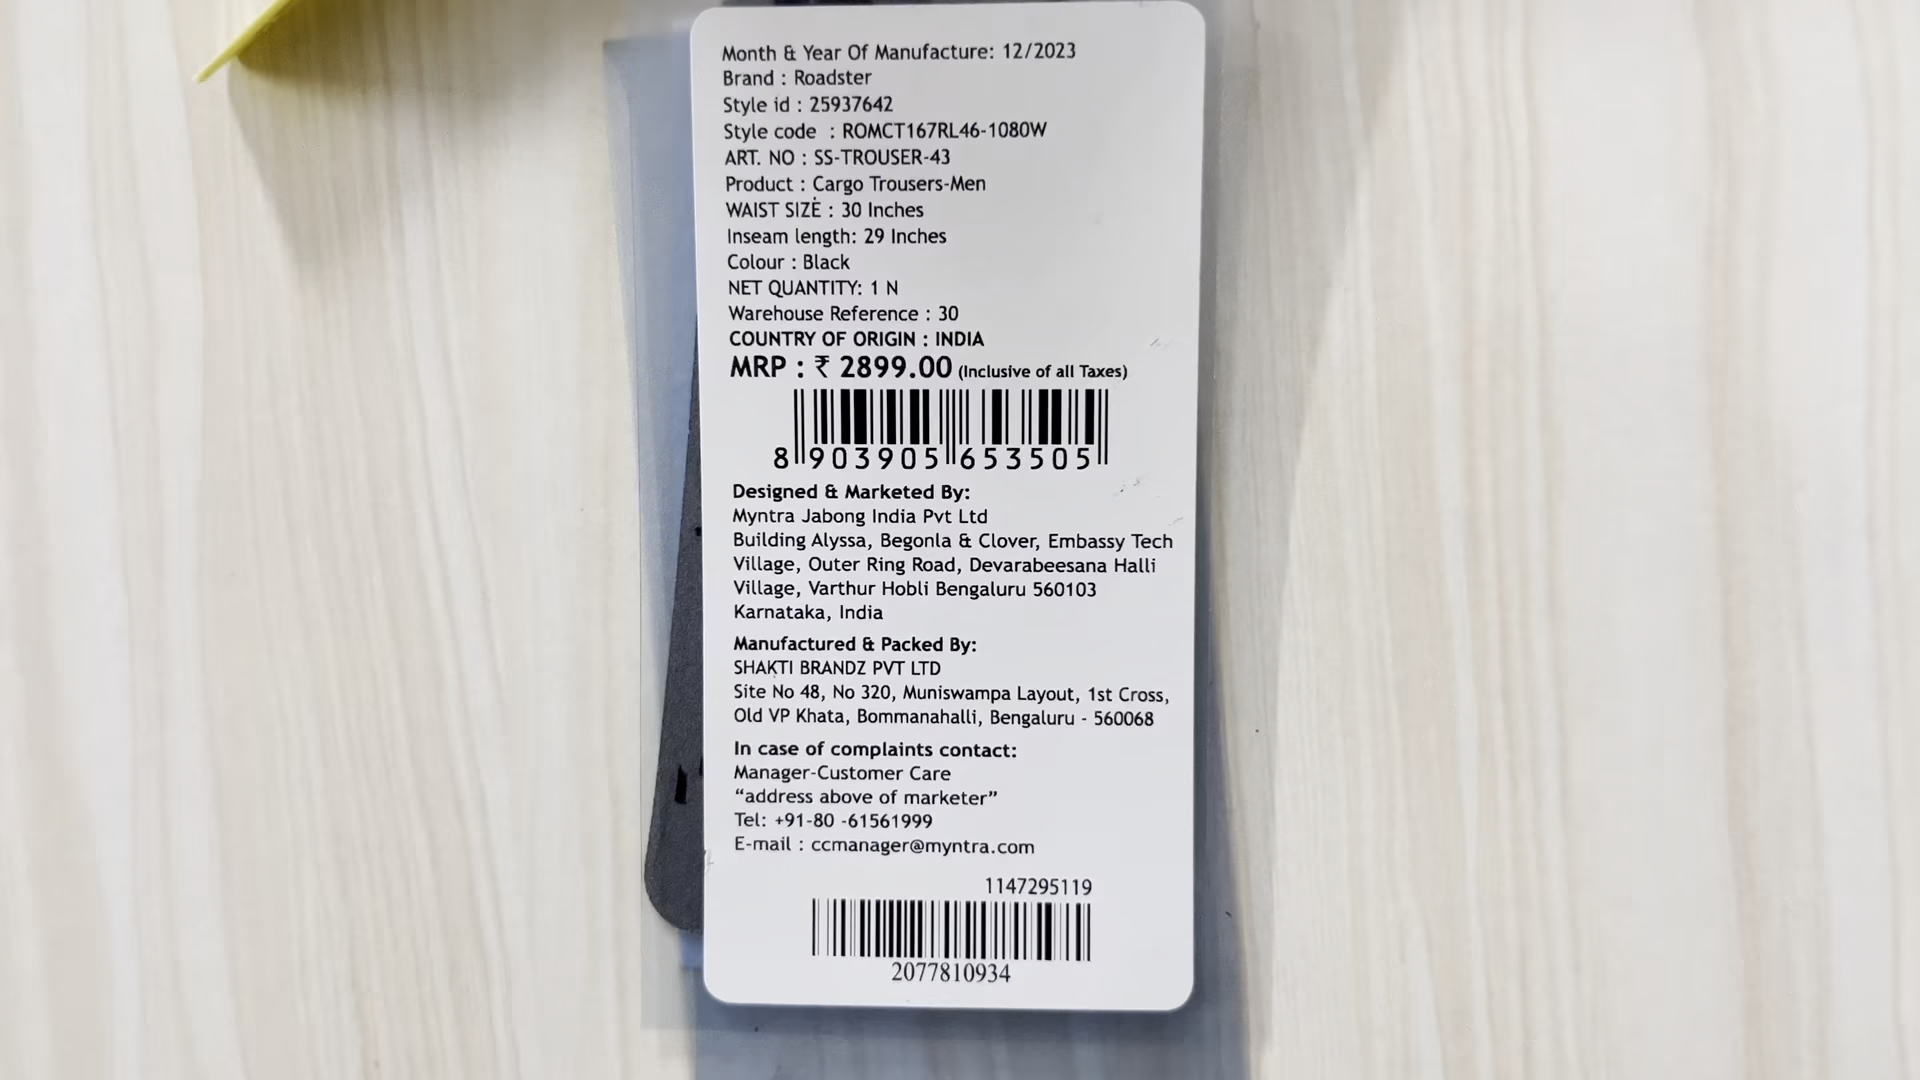 Month & Year Of Manufacture: 12/2023
Brand : Roadster
Style id : 25937642
Style code : ROMCT167RL46-1080W
ART. NO : SS-TROUSER-43
Product : Cargo Trousers-Men
WAIST SIZE : 30 Inches
Inseam length: 29 Inches
Colour : Black
NET QUANTITY: 1 N
Warehouse Reference : 30
COUNTRY OF ORIGIN : INDIA
MRP : ₹ 2899.00 (Inclusive of all Taxes)
8 903905 653505
Designed & Marketed By:
Myntra Jabong India Pvt Ltd
Building Alyssa, Begonla & Clover, Embassy Tech
Village, Outer Ring Road, Devarabeesana Halli
Village, Varthur Hobli Bengaluru 560103
Karnataka, India
Manufactured & Packed By:
SHAKTI BRANDZ PVT LTD
Site No 48, No 320, Muniswampa Layout, 1st Cross,
Old VP Khata, Bommanahalli, Bengaluru - 560068
In case of complaints contact:
Manager-Customer Care
“address above of marketer”
Tel: +91-80 -61561999
E-mail : ccmanager@myntra.com
1147295119
2077810934